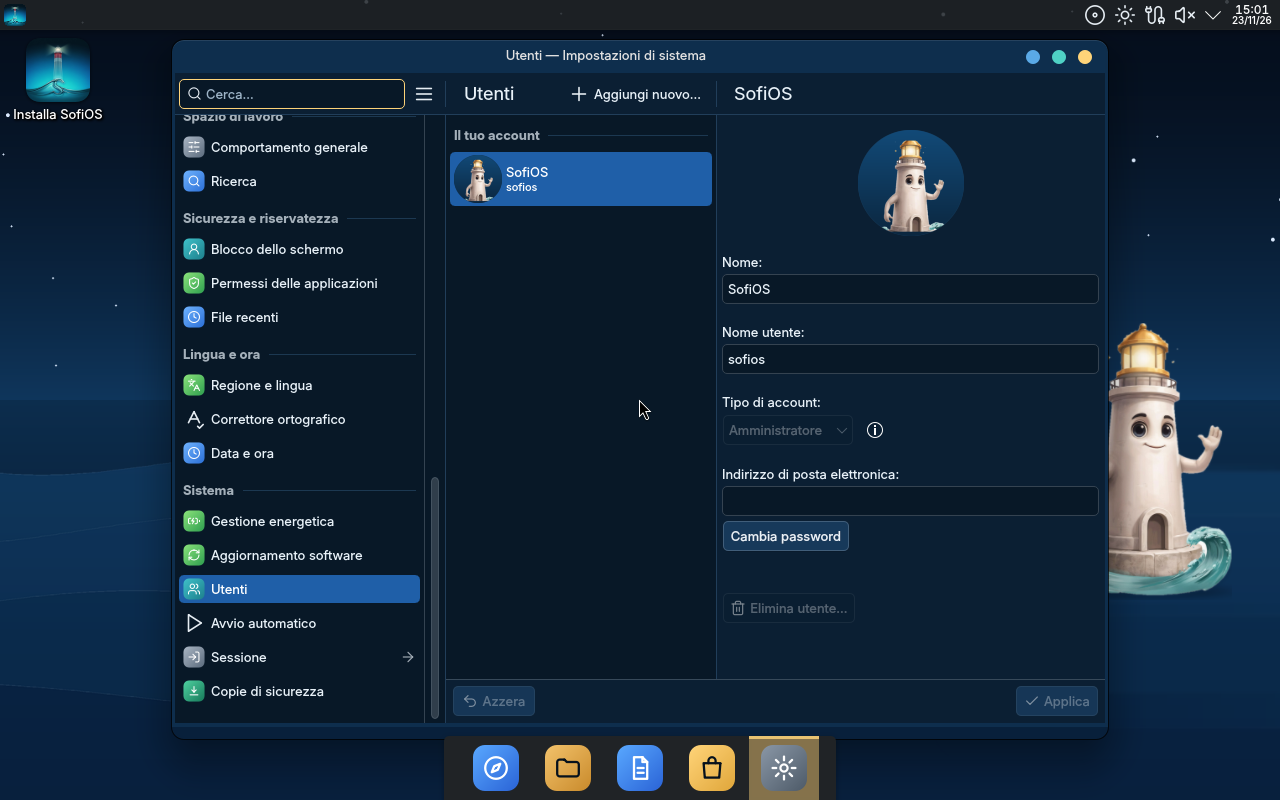 15:01
23/11/26
Installa SofiOS
Utenti — Impostazioni di sistema
Cerca...
Utenti
Aggiungi nuovo...
SofiOS
Spazio di lavoro
Comportamento generale
Ricerca
Sicurezza e riservatezza
Blocco dello schermo
Permessi delle applicazioni
File recenti
Lingua e ora
Regione e lingua
Correttore ortografico
Data e ora
Sistema
Gestione energetica
Aggiornamento software
Utenti
Avvio automatico
Sessione
Copie di sicurezza
Il tuo account
SofiOS
sofios
Nome:
SofiOS
Nome utente:
sofios
Tipo di account:
Amministratore
Indirizzo di posta elettronica:
Cambia password
Elimina utente...
Azzera
Applica